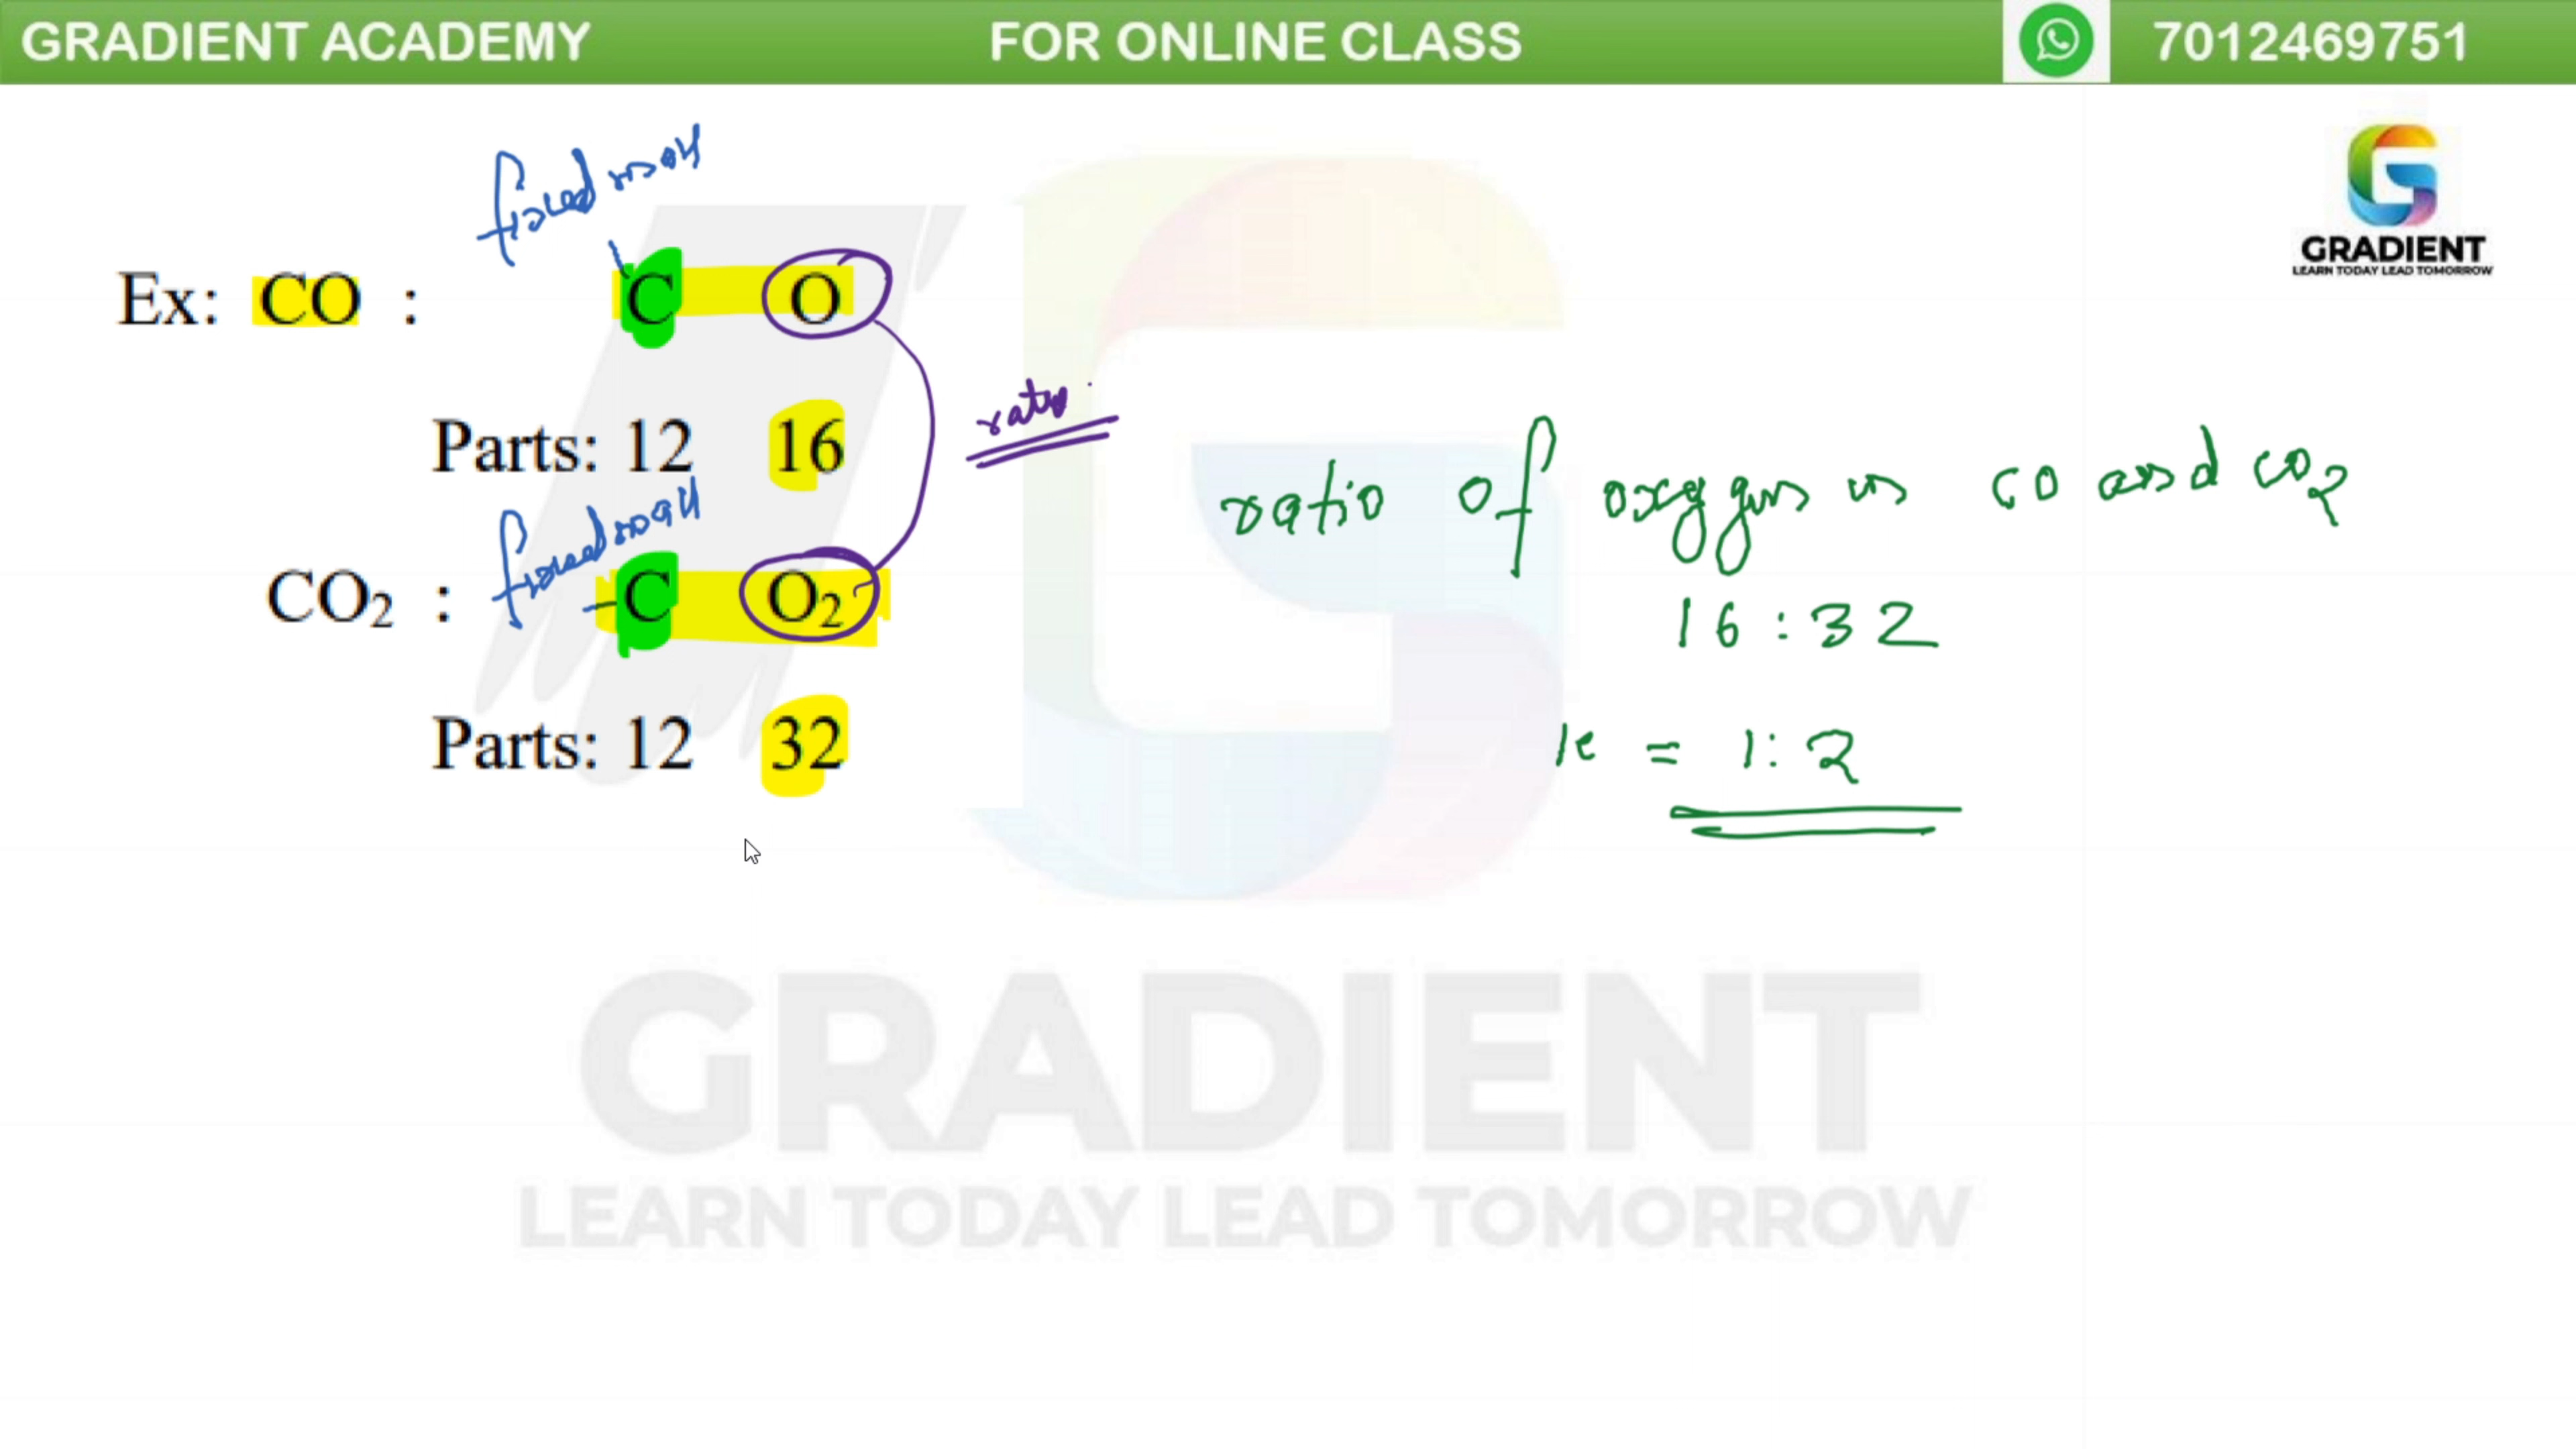 GRADIENT ACADEMY FOR ONLINE CLASS 7012469751
GRADIENT
LEARN TODAY LEAD TOMORROW
fixed mass
Ex: CO : C O
Parts: 12 16
ratio
fixed mass
CO₂ : C O₂
Parts: 12 32
ratio of oxygen in CO and CO₂
16 : 32
ie = 1 : 2
GRADIENT
LEARN TODAY LEAD TOMORROW